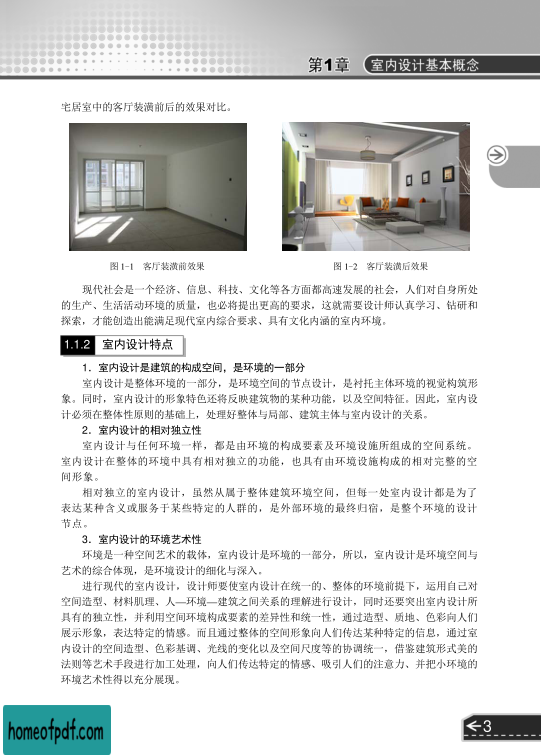 第1章 室内设计基本概念
宅居室中的客厅装潢前后的效果对比。
图 1-1 客厅装潢前效果 图 1-2 客厅装潢后效果
现代社会是一个经济、信息、科技、文化等各方面都高速发展的社会，人们对自身所处
的生产、生活活动环境的质量，也必将提出更高的要求，这就需要设计师认真学习、钻研和
探索，才能创造出能满足现代室内综合要求、具有文化内涵的室内环境。
1.1.2 室内设计特点
1．室内设计是建筑的构成空间，是环境的一部分
室内设计是整体环境的一部分，是环境空间的节点设计，是衬托主体环境的视觉构筑形
象。同时，室内设计的形象特色还将反映建筑物的某种功能，以及空间特征。因此，室内设
计必须在整体性原则的基础上，处理好整体与局部、建筑主体与室内设计的关系。
2．室内设计的相对独立性
室内设计与任何环境一样，都是由环境的构成要素及环境设施所组成的空间系统。
室内设计在整体的环境中具有相对独立的功能，也具有由环境设施构成的相对完整的空
间形象。
相对独立的室内设计，虽然从属于整体建筑环境空间，但每一处室内设计都是为了
表达某种含义或服务于某些特定的人群的，是外部环境的最终归宿，是整个环境的设计
节点。
3．室内设计的环境艺术性
环境是一种空间艺术的载体，室内设计是环境的一部分，所以，室内设计是环境空间与
艺术的综合体现，是环境设计的细化与深入。
进行现代的室内设计，设计师要使室内设计在统一的、整体的环境前提下，运用自己对
空间造型、材料肌理、人—环境—建筑之间关系的理解进行设计，同时还要突出室内设计所
具有的独立性，并利用空间环境构成要素的差异性和统一性，通过造型、质地、色彩向人们
展示形象，表达特定的情感。而且通过整体的空间形象向人们传达某种特定的信息，通过室
内设计的空间造型、色彩基调、光线的变化以及空间尺度等的协调统一，借鉴建筑形式美的
法则等艺术手段进行加工处理，向人们传达特定的情感、吸引人们的注意力、并把小环境的
环境艺术性得以充分展现。
homeofpdf.com
3